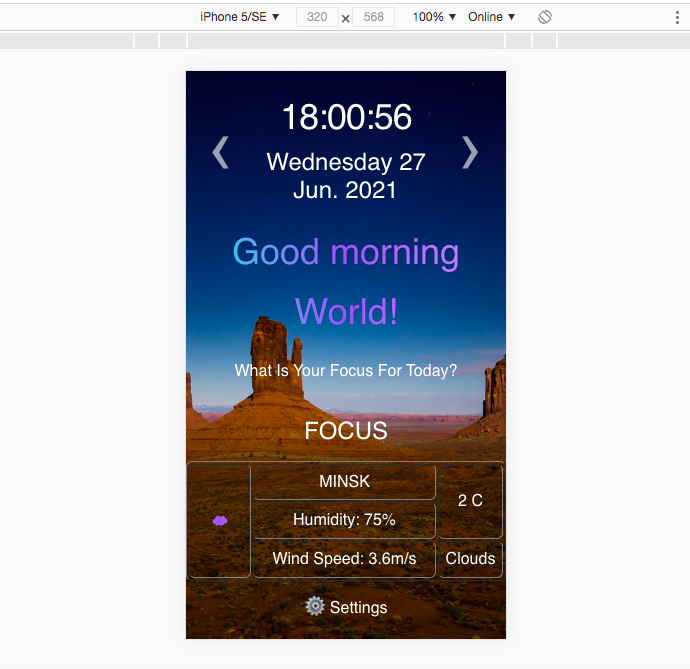 iPhone 5/SE ▼ 320 × 568 100% ▼ Online ▼
18:00:56
Wednesday 27
Jun. 2021
Good morning
World!
What Is Your Focus For Today?
FOCUS
MINSK
2 C
Humidity: 75%
Wind Speed: 3.6m/s
Clouds
Settings